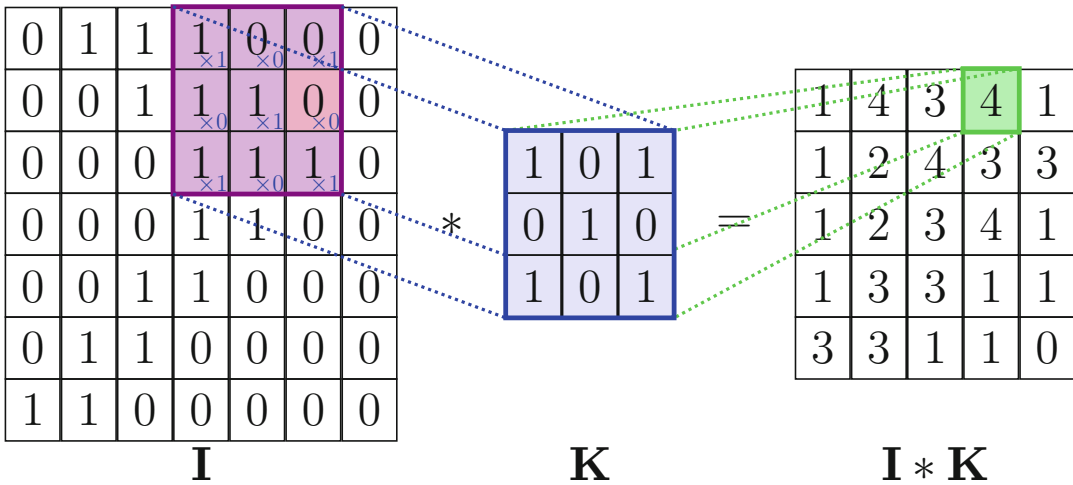 0 1 1 1×1 0×0 0×1 0
0 0 1 1×0 1×1 0×0 0
0 0 0 1×1 1×0 1×1 0
0 0 0 1 1 0 0
0 0 1 1 0 0 0
0 1 1 0 0 0 0
1 1 0 0 0 0 0
I
*
1 0 1
0 1 0
1 0 1
K
=
1 4 3 4 1
1 2 4 3 3
1 2 3 4 1
1 3 3 1 1
3 3 1 1 0
I * K